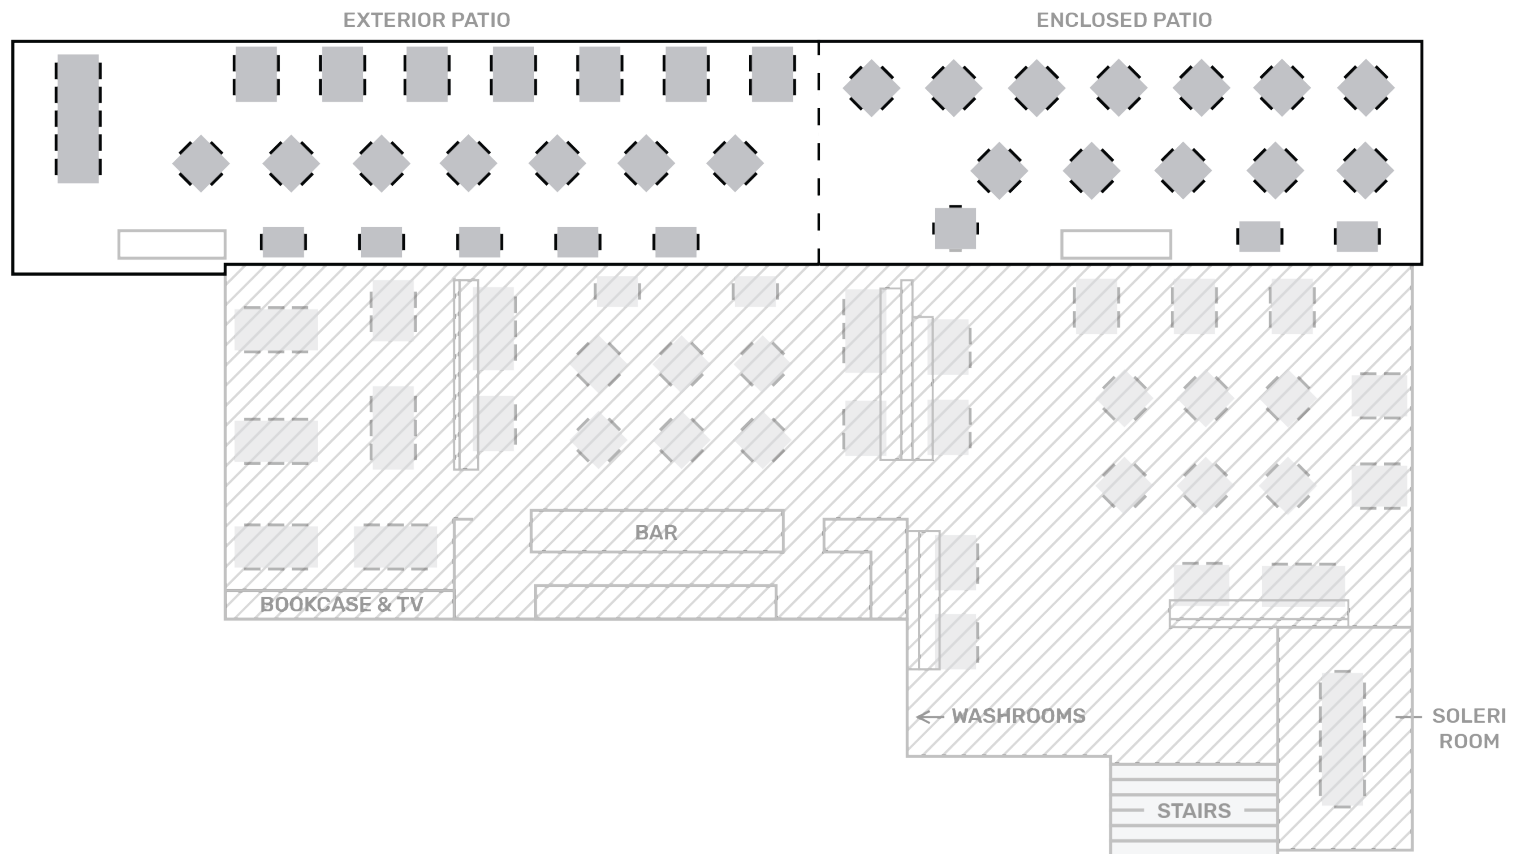 EXTERIOR PATIO
ENCLOSED PATIO
BAR
BOOKCASE & TV
WASHROOMS
SOLERI
ROOM
STAIRS